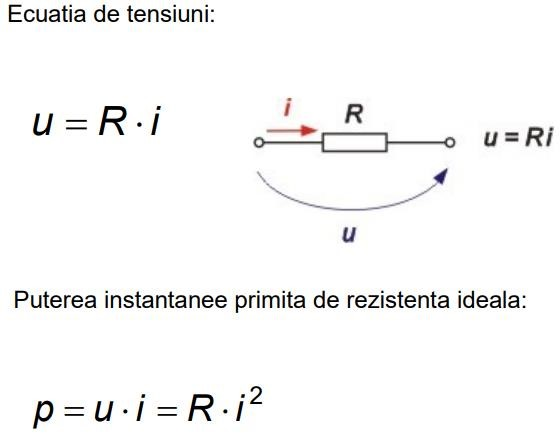 Ecuatia de tensiuni:
u = R · i
i
R
u = Ri
u
Puterea instantanee primita de rezistenta ideala:
p = u · i = R · i²